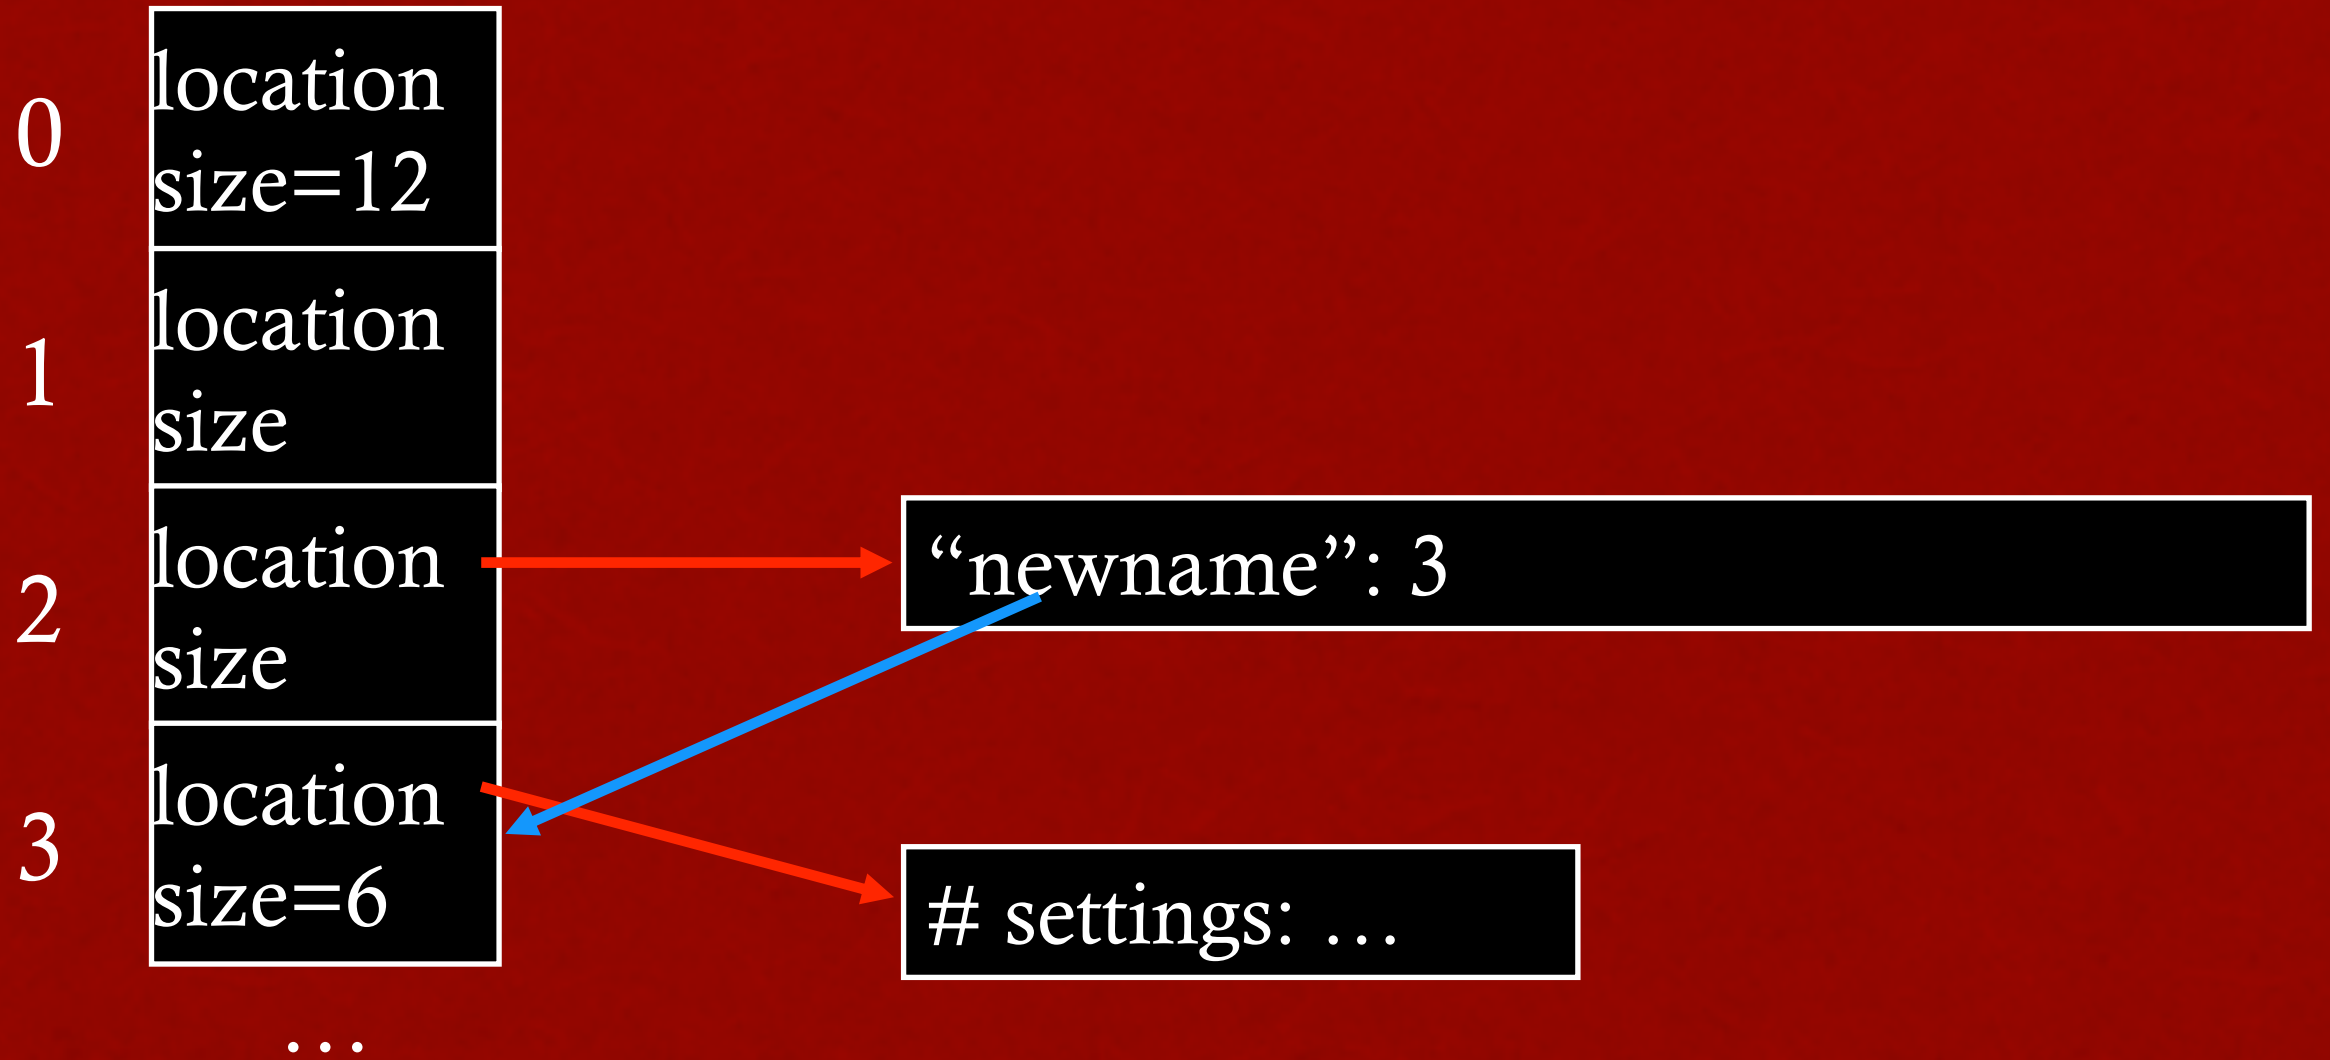 0
location
size=12
1
location
size
2
location
size
“newname”: 3
3
location
size=6
# settings: …
…